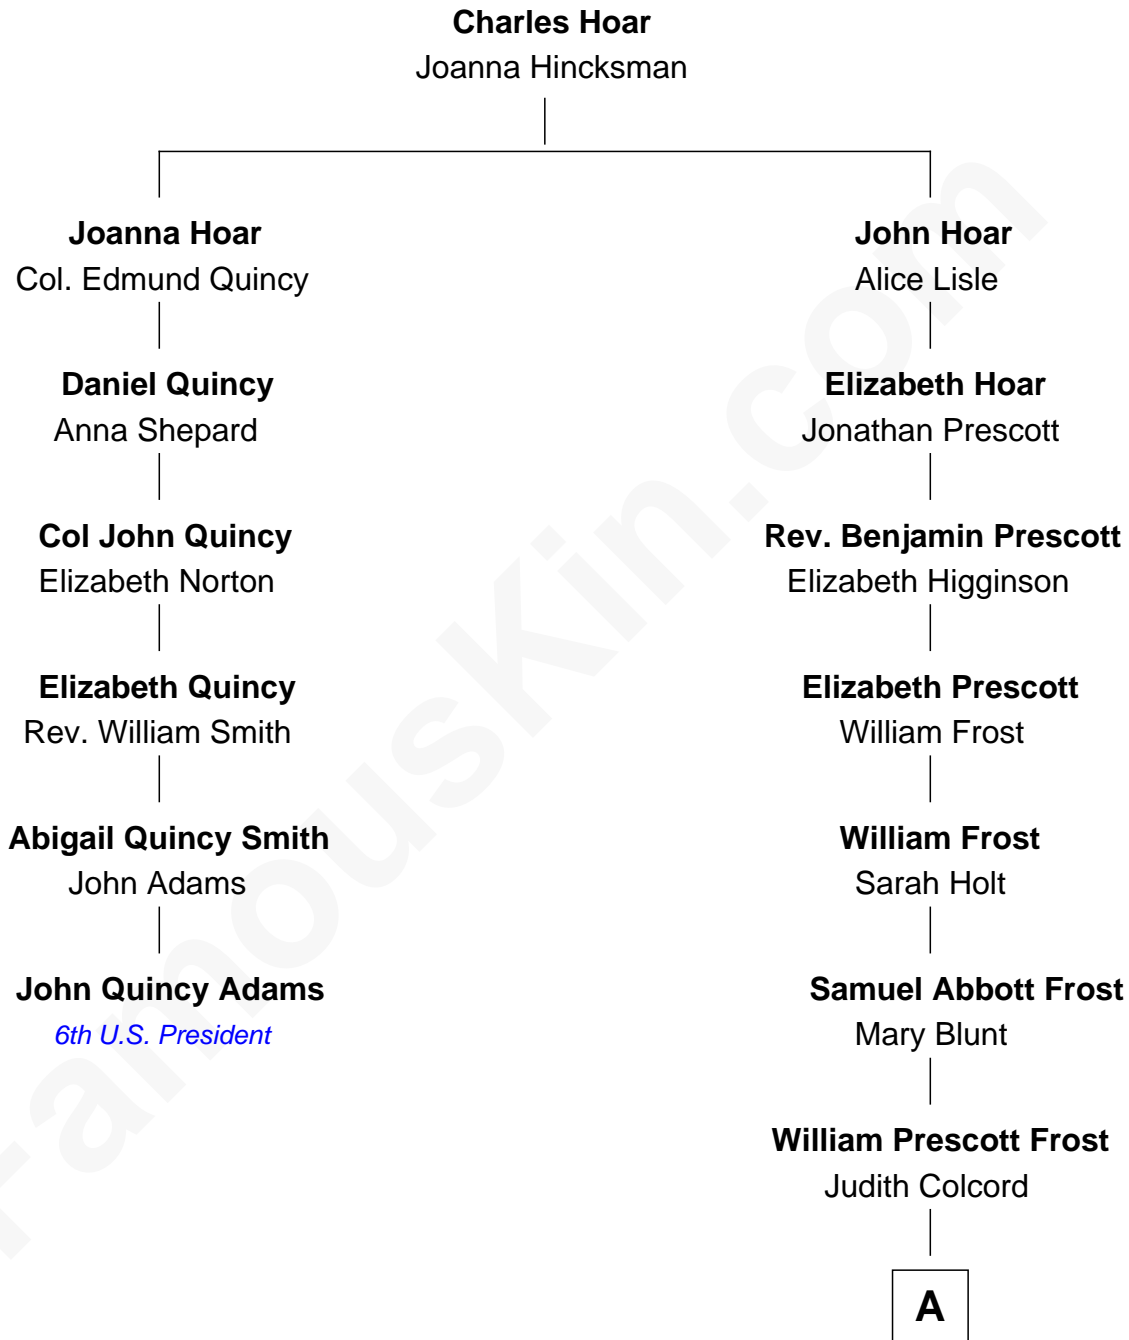 Charles Hoar
Joanna Hincksman
Joanna Hoar
Col. Edmund Quincy
Daniel Quincy
Anna Shepard
Col John Quincy
Elizabeth Norton
Elizabeth Quincy
Rev. William Smith
Abigail Quincy Smith
John Adams
John Quincy Adams
6th U.S. President
John Hoar
Alice Lisle
Elizabeth Hoar
Jonathan Prescott
Rev. Benjamin Prescott
Elizabeth Higginson
Elizabeth Prescott
William Frost
William Frost
Sarah Holt
Samuel Abbott Frost
Mary Blunt
William Prescott Frost
Judith Colcord
A
FamousKin.com